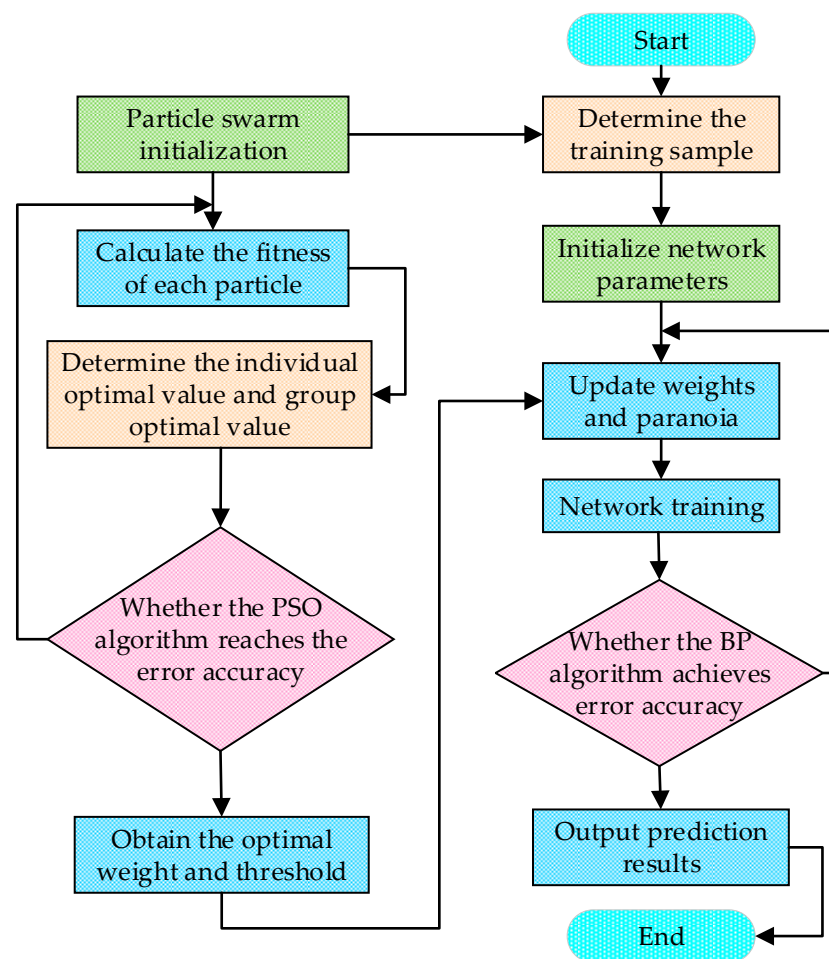 Start
Particle swarm
initialization
Determine the
training sample
Calculate the fitness
of each particle
Initialize network
parameters
Determine the individual
optimal value and group
optimal value
Update weights
and paranoia
Network training
Whether the PSO
algorithm reaches the
error accuracy
Whether the BP
algorithm achieves
error accuracy
Obtain the optimal
weight and threshold
Output prediction
results
End